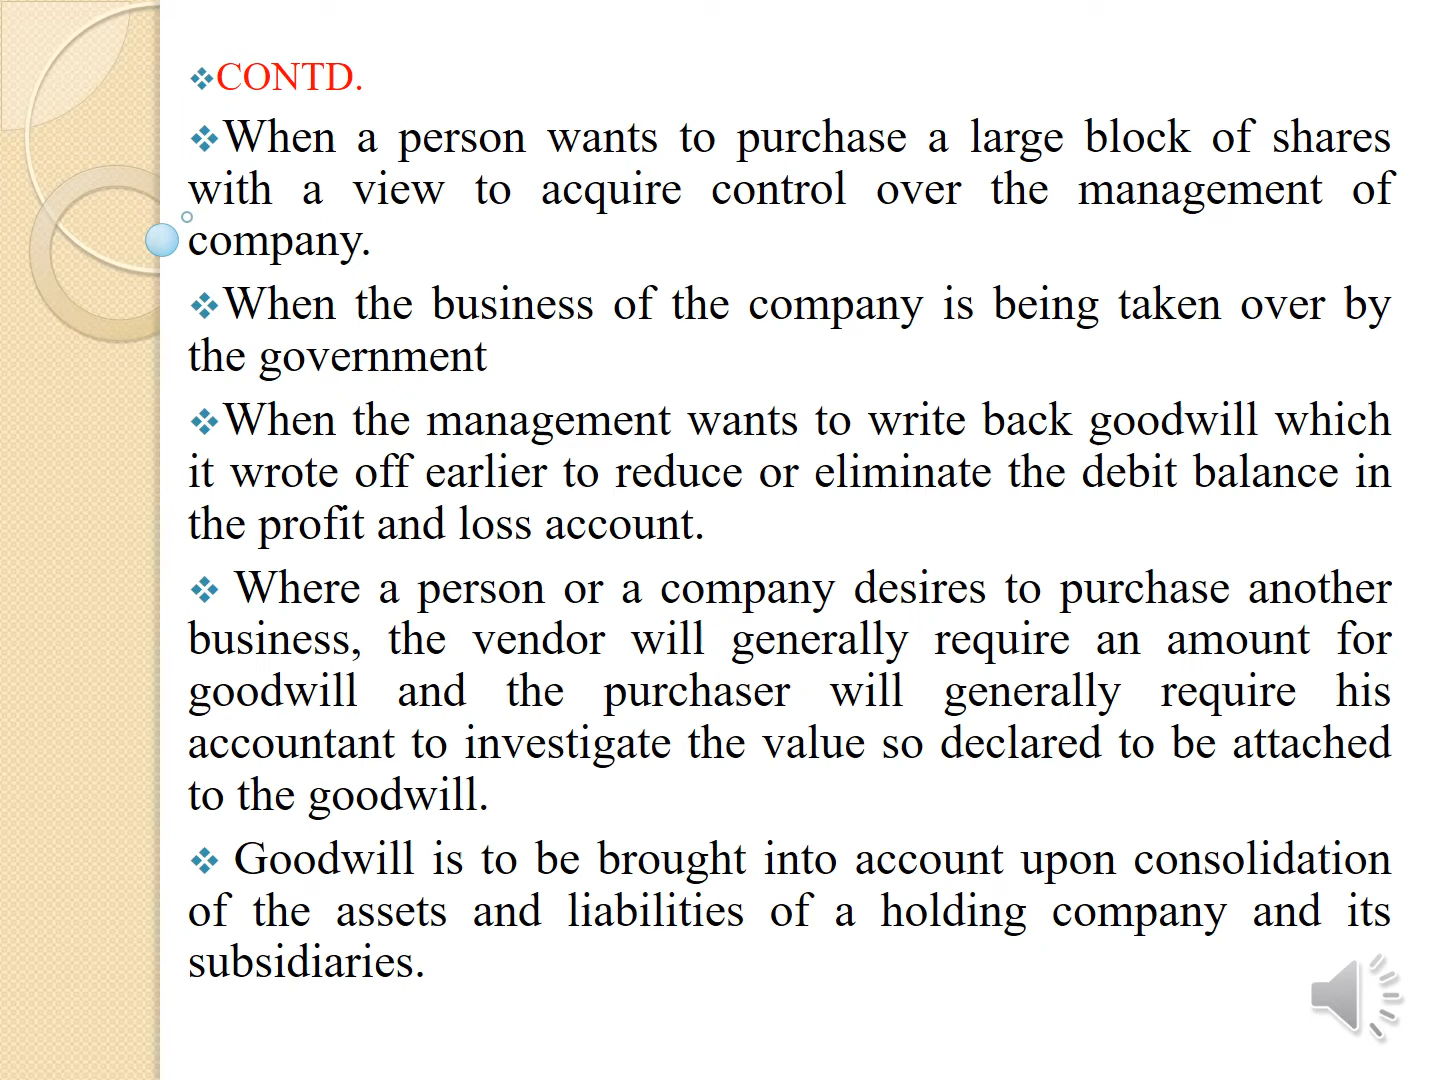 ❖CONTD.
❖When a person wants to purchase a large block of shares
with a view to acquire control over the management of
company.
❖When the business of the company is being taken over by
the government
❖When the management wants to write back goodwill which
it wrote off earlier to reduce or eliminate the debit balance in
the profit and loss account.
❖ Where a person or a company desires to purchase another
business, the vendor will generally require an amount for
goodwill and the purchaser will generally require his
accountant to investigate the value so declared to be attached
to the goodwill.
❖ Goodwill is to be brought into account upon consolidation
of the assets and liabilities of a holding company and its
subsidiaries.